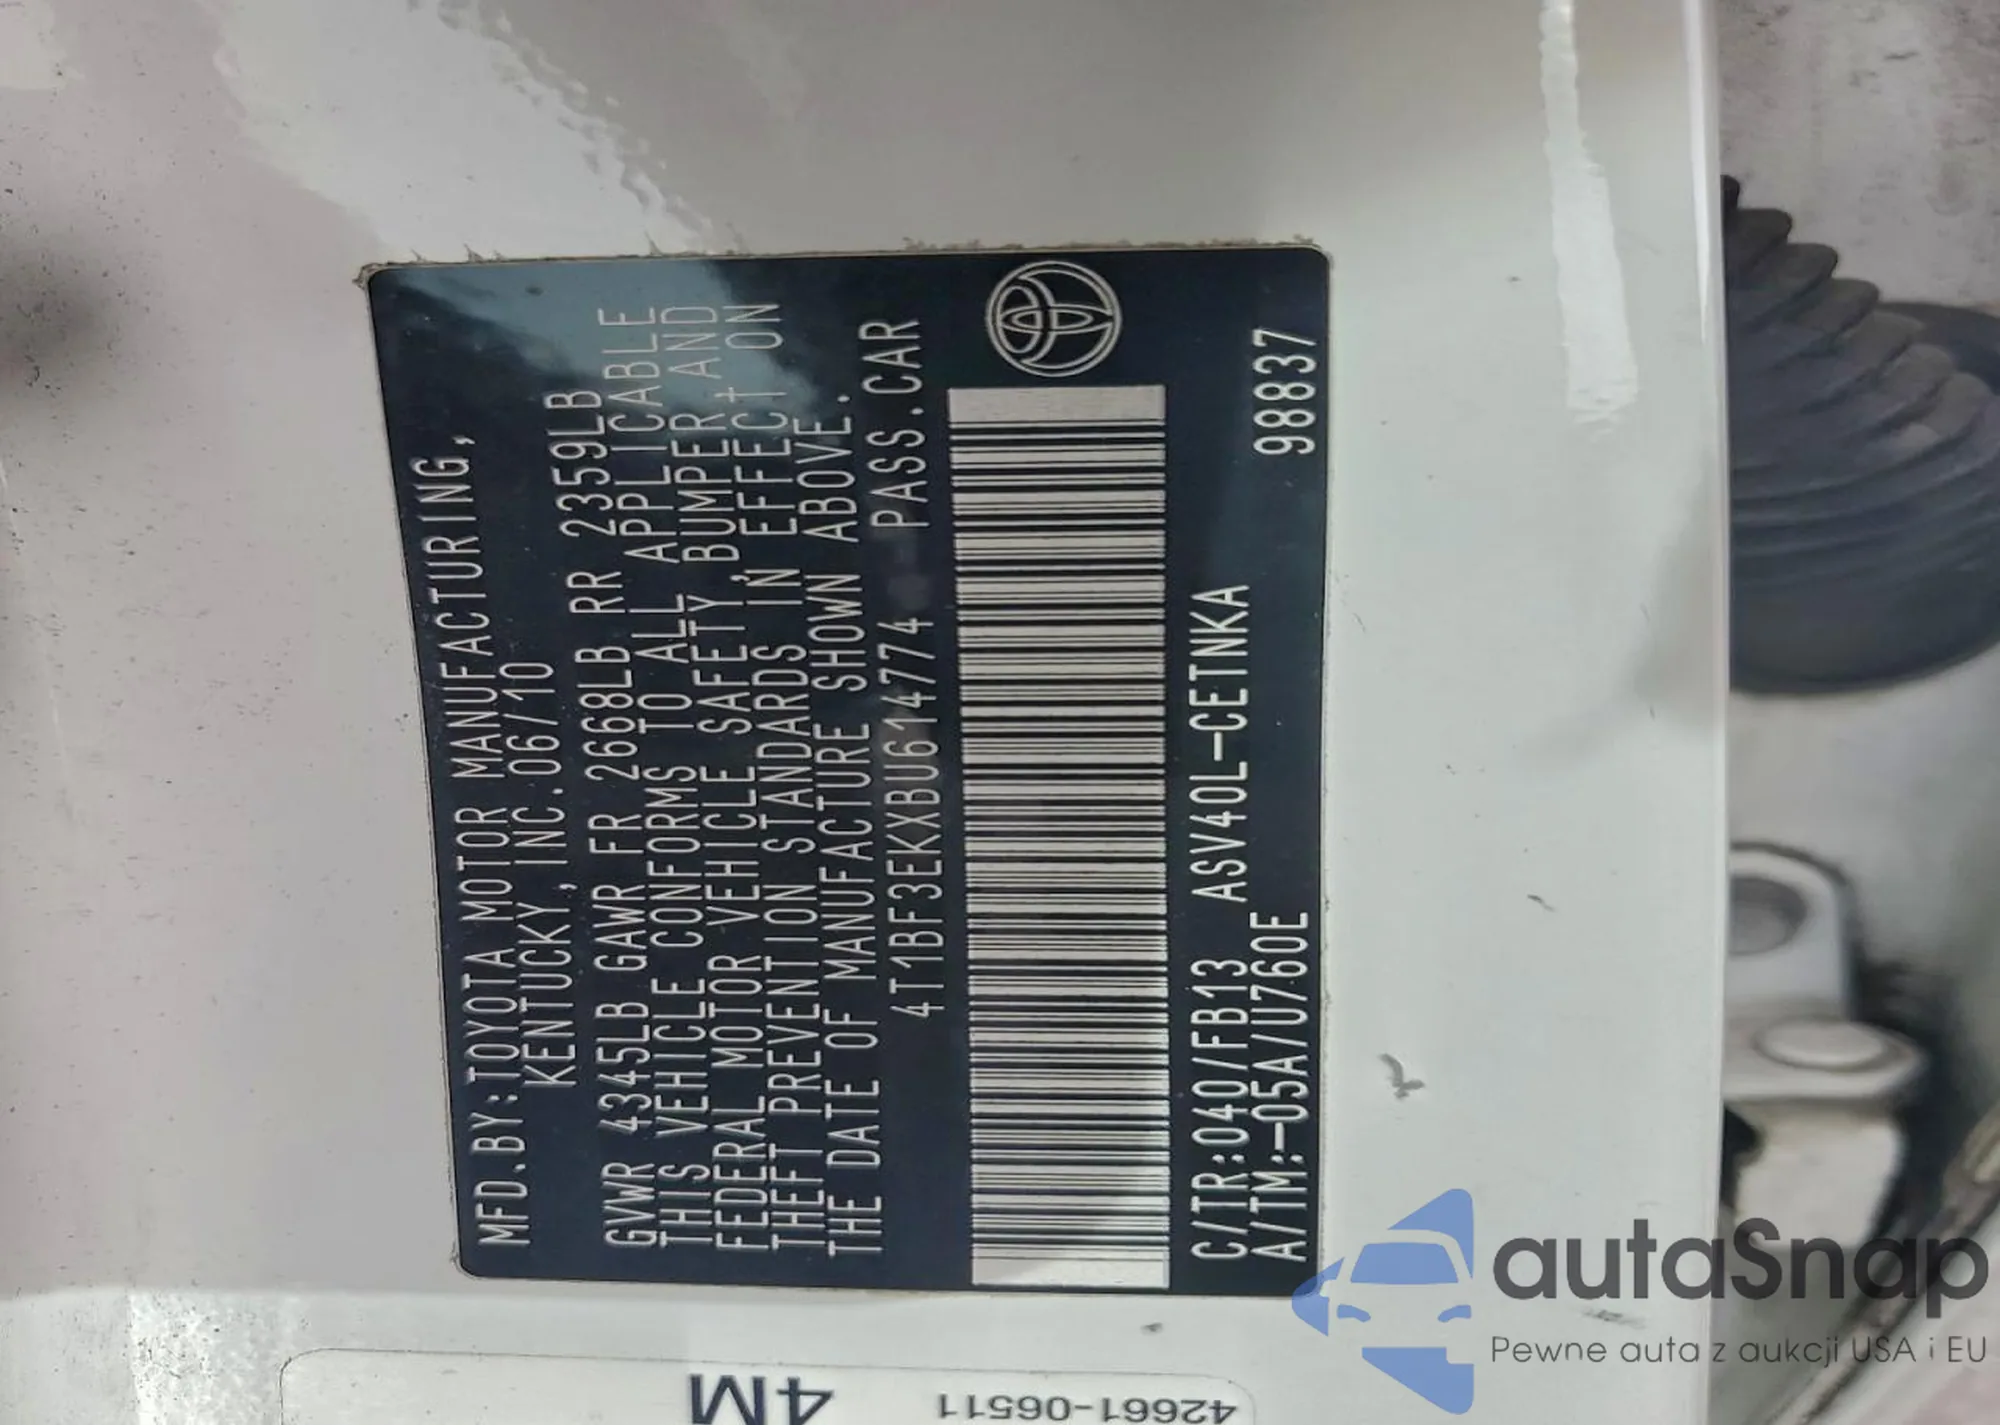 MFD.BY:TOYOTA MOTOR MANUFACTURING,
KENTUCKY, INC.06/10
GVWR 4345LB GAWR FR 2668LB RR 2359LB
THIS VEHICLE CONFORMS TO ALL APPLICABLE
FEDERAL MOTOR VEHICLE SAFETY, BUMPER, AND
THEFT PREVENTION STANDARDS IN EFFECT ON
THE DATE OF MANUFACTURE SHOWN ABOVE.
4T1BF3EKXBU614774 PASS.CAR
C/TR:040/FB13 ASV40L-CETNKA
A/TM:-05A/U760E 98837
4M
42661-06511
autoSnap
Pewne auta z aukcji USA i EU